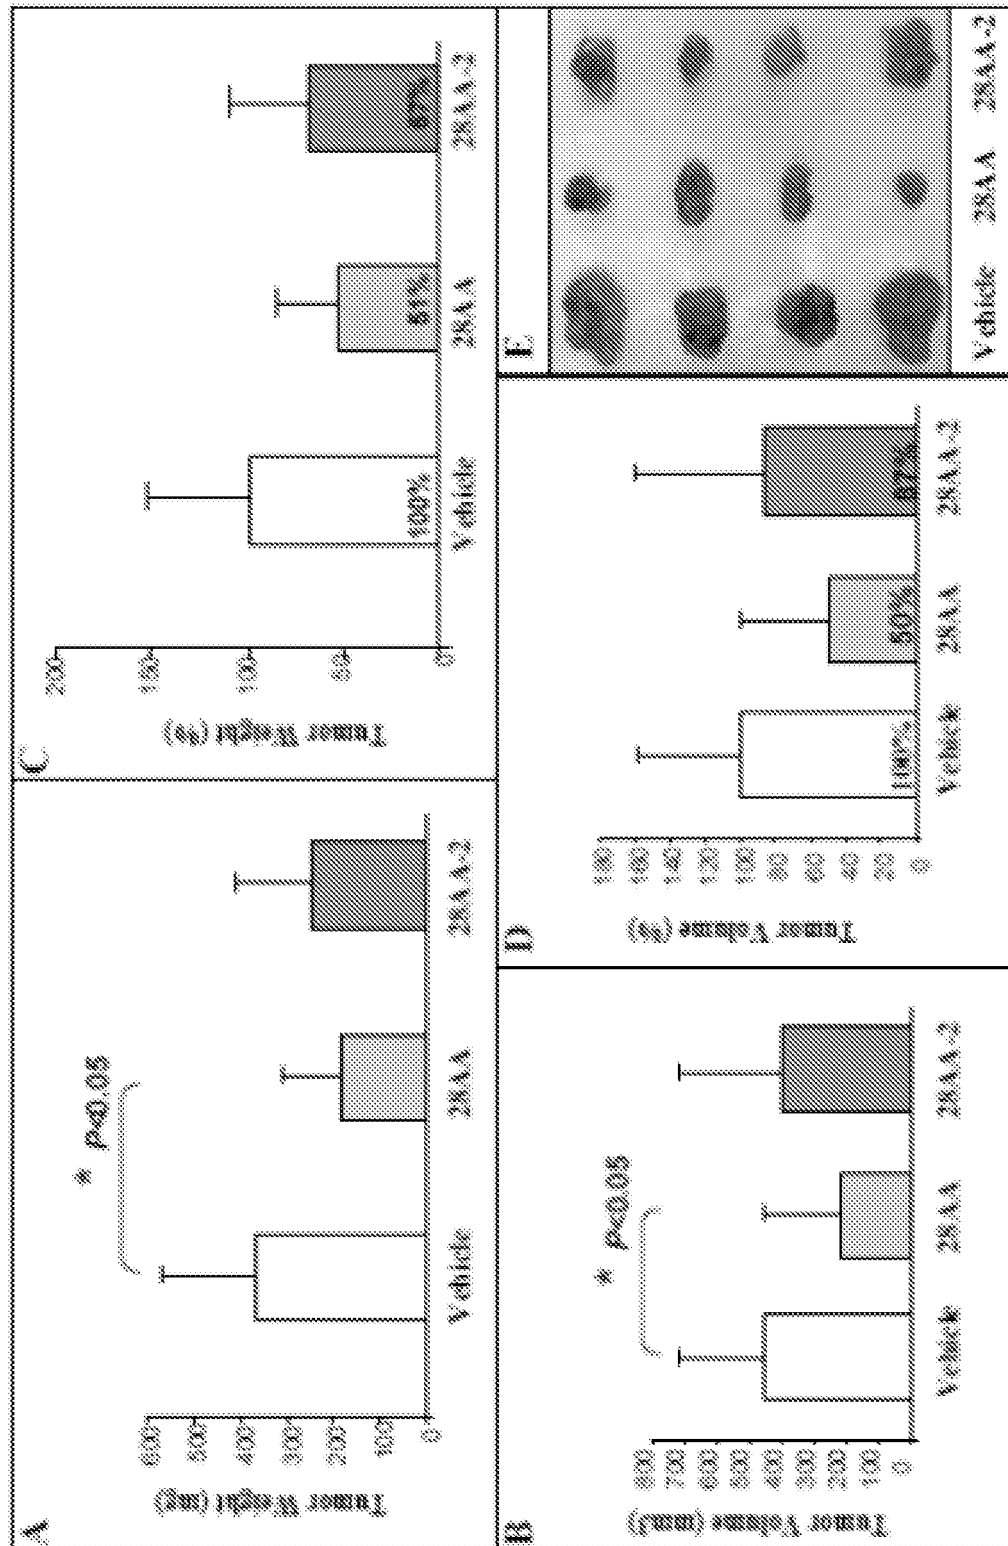 A
Tumor Weight (mg)
600
500
400
300
200
100
0
* P<0.05
Vehicle
28AA
28AA-2
C
Tumor Weight (%)
200
150
100
50
0
100%
51%
67%
Vehicle
28AA
28AA-2
B
Tumor Volume (mm3)
800
700
600
500
400
300
200
100
0
* P<0.05
Vehicle
28AA
28AA-2
D
Tumor Volume (%)
180
160
140
120
100
80
60
40
20
0
100%
50%
87%
Vehicle
28AA
28AA-2
E
Vehicle
28AA
28AA-2